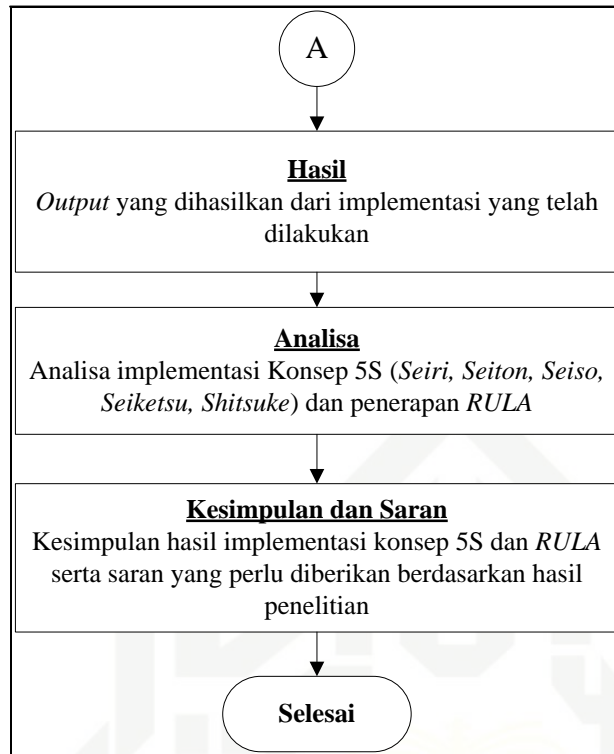 A
Hasil
Output yang dihasilkan dari implementasi yang telah
dilakukan
Analisa
Analisa implementasi Konsep 5S (Seiri, Seiton, Seiso,
Seiketsu, Shitsuke) dan penerapan RULA
Kesimpulan dan Saran
Kesimpulan hasil implementasi konsep 5S dan RULA
serta saran yang perlu diberikan berdasarkan hasil
penelitian
Selesai